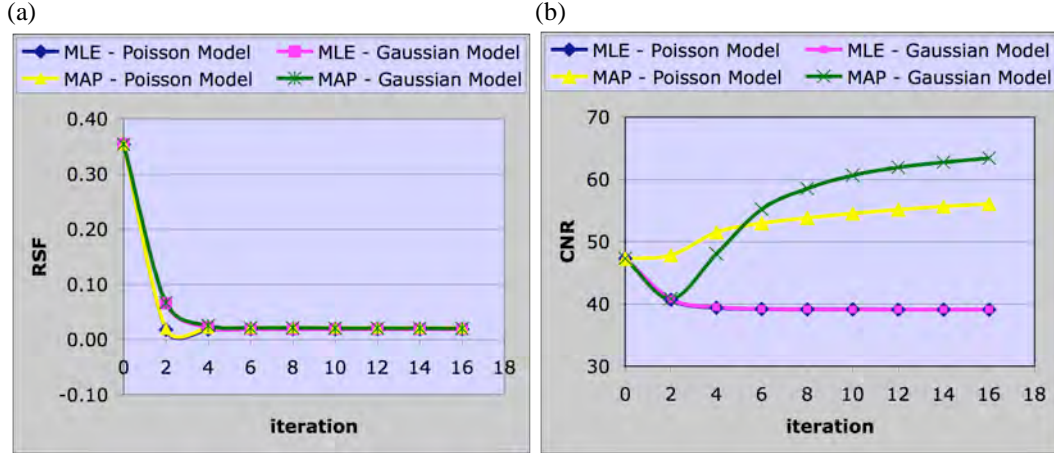 (a)
MLE - Poisson Model MLE - Gaussian Model
MAP - Poisson Model MAP - Gaussian Model
0.40
0.30
0.20
0.10
0.00
-0.10
RSF
0 2 4 6 8 10 12 14 16 18
iteration
(b)
MLE - Poisson Model MLE - Gaussian Model
MAP - Poisson Model MAP - Gaussian Model
70
60
50
40
30
CNR
0 2 4 6 8 10 12 14 16 18
iteration